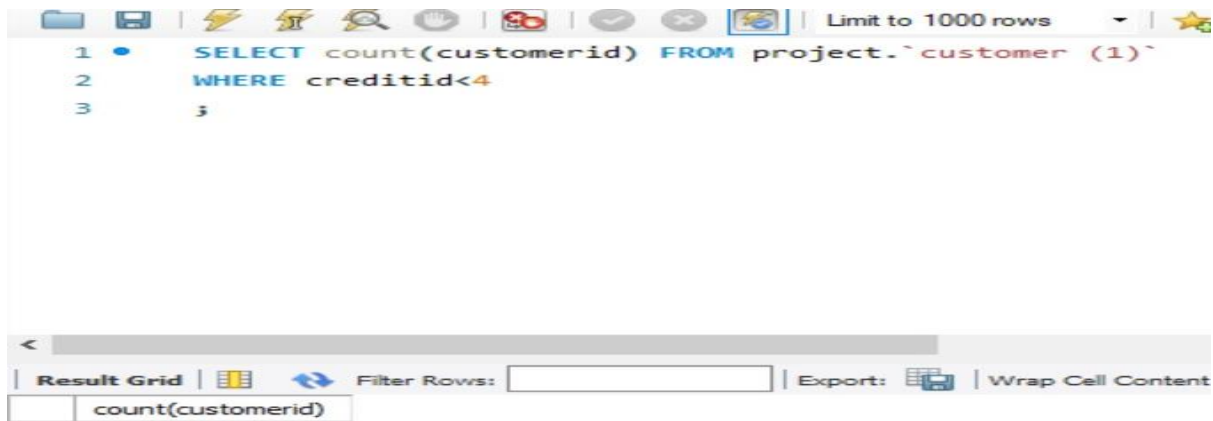 Limit to 1000 rows
1 SELECT count(customerid) FROM project.`customer (1)`
2 WHERE creditid<4
3 ;
Result Grid Filter Rows: Export: Wrap Cell Content
count(customerid)